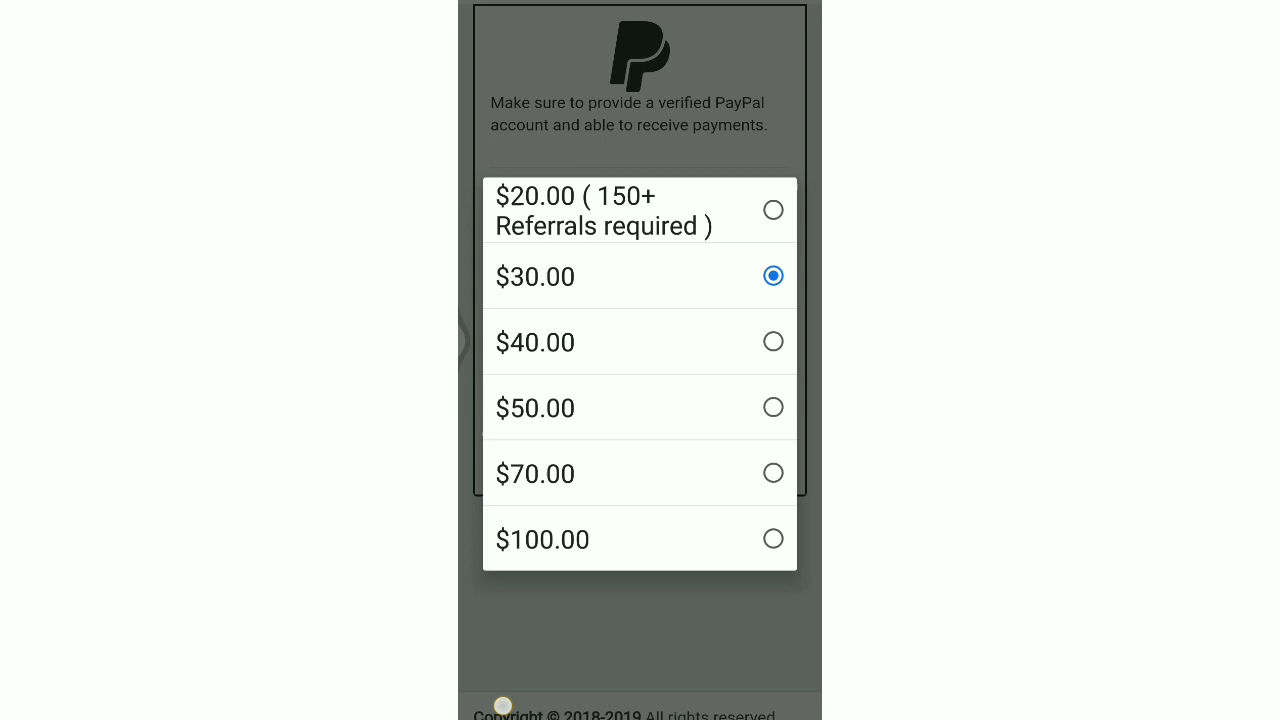 Make sure to provide a verified PayPal
account and able to receive payments.
$20.00 ( 150+
Referrals required )
$30.00
$40.00
$50.00
$70.00
$100.00
Copyright © 2018-2019 All rights reserved